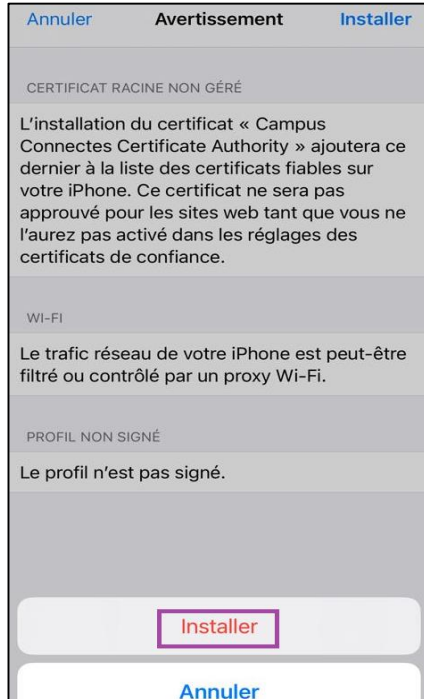 Annuler Avertissement Installer
CERTIFICAT RACINE NON GÉRÉ
L'installation du certificat « Campus
Connectes Certificate Authority » ajoutera ce
dernier à la liste des certificats fiables sur
votre iPhone. Ce certificat ne sera pas
approuvé pour les sites web tant que vous ne
l'aurez pas activé dans les réglages des
certificats de confiance.
WI-FI
Le trafic réseau de votre iPhone est peut-être
filtré ou contrôlé par un proxy Wi-Fi.
PROFIL NON SIGNÉ
Le profil n'est pas signé.
Installer
Annuler